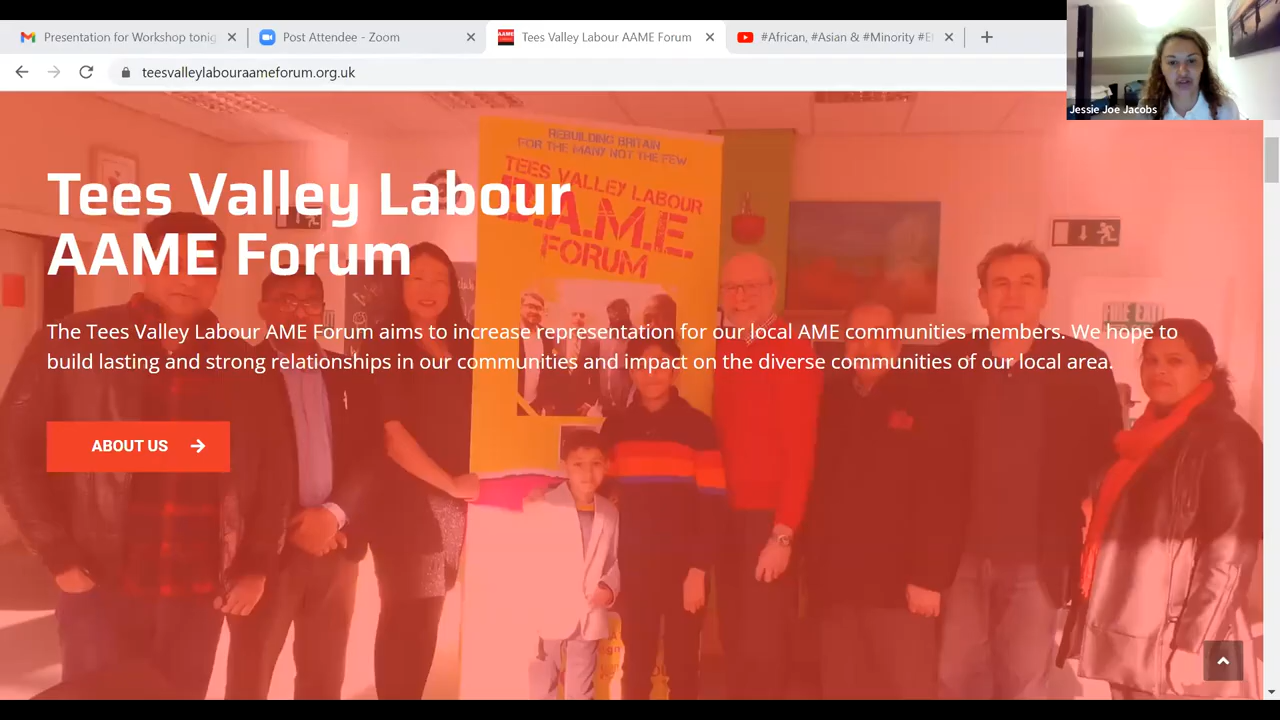 Presentation for Workshop tonig
Post Attendee - Zoom
Tees Valley Labour AAME Forum
#African, #Asian & #Minority #E
teesvalleylabouraameforum.org.uk
Jessie Joe Jacobs
REBUILDING BRITAIN
FOR THE MANY NOT THE FEW
TEES VALLEY LABOUR
B.A.M.E.
FORUM
Tees Valley Labour
AAME Forum
FIRE EXIT
The Tees Valley Labour AME Forum aims to increase representation for our local AME communities members. We hope to
build lasting and strong relationships in our communities and impact on the diverse communities of our local area.
ABOUT US